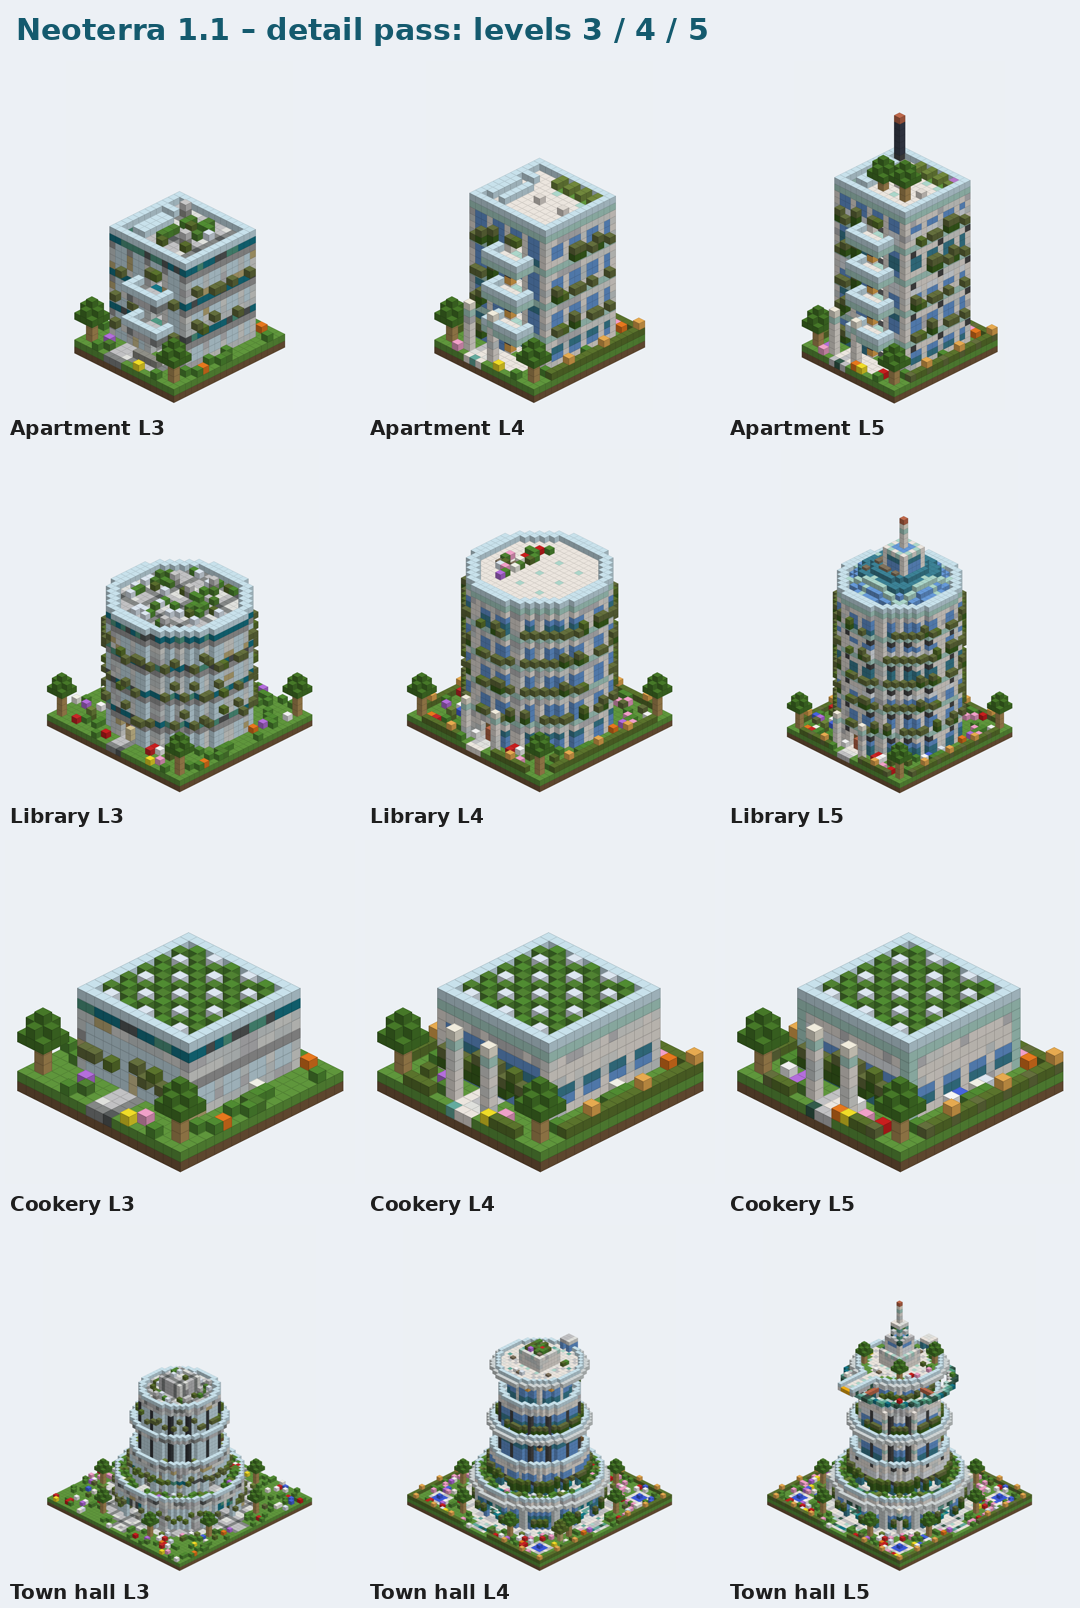 Neoterra 1.1 – detail pass: levels 3 / 4 / 5
Apartment L3
Apartment L4
Apartment L5
Library L3
Library L4
Library L5
Cookery L3
Cookery L4
Cookery L5
Town hall L3
Town hall L4
Town hall L5